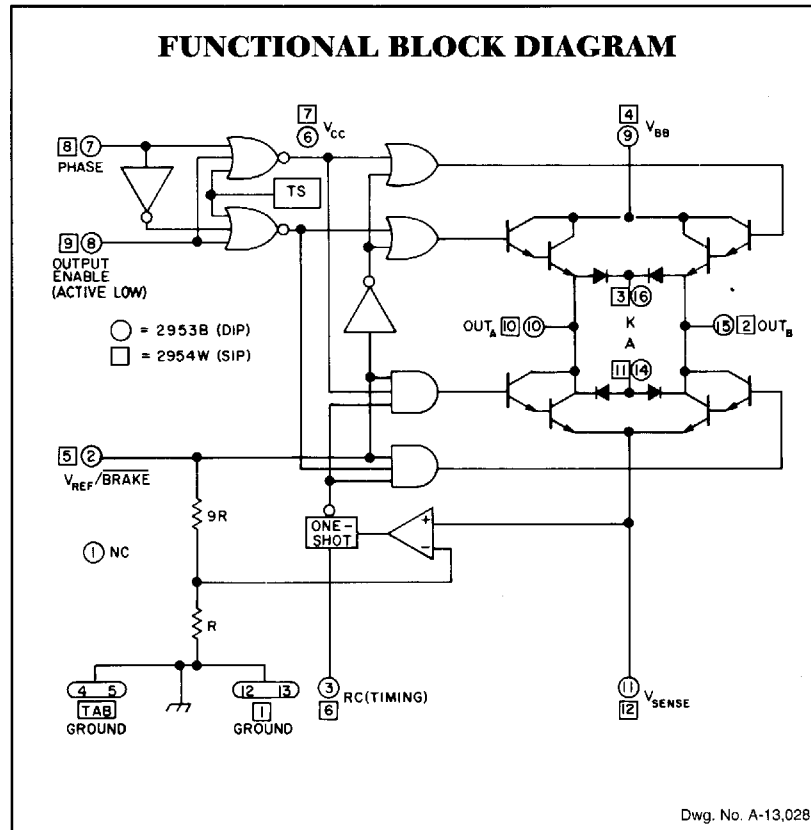 FUNCTIONAL BLOCK DIAGRAM
7
6 VCC
4
9 VBB
8 7
PHASE
TS
9 8
OUTPUT
ENABLE
(ACTIVE LOW)
3 16
OUTA 10 10
K
15 2 OUTB
A
11 14
○ = 2953B (DIP)
□ = 2954W (SIP)
5 2
VREF/BRAKE
9R
ONE-
SHOT
+
−
1 NC
R
4 5
TAB
GROUND
12 13
1
GROUND
3 RC(TIMING)
6
11 VSENSE
12
Dwg. No. A-13,028